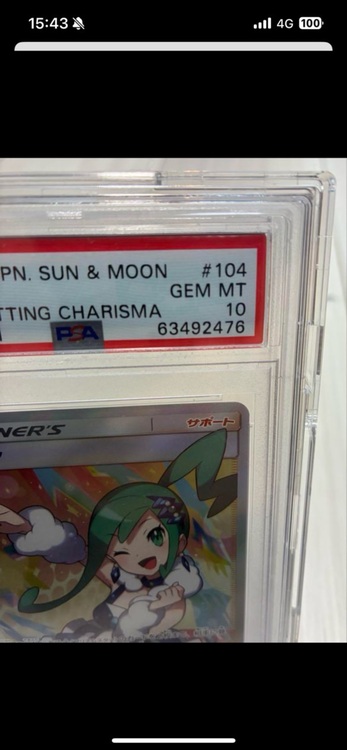 15:43
4G 100
PN. SUN & MOON #104
GEM MT
TTING CHARISMA 10
PSA 63492476
NER'S サポート